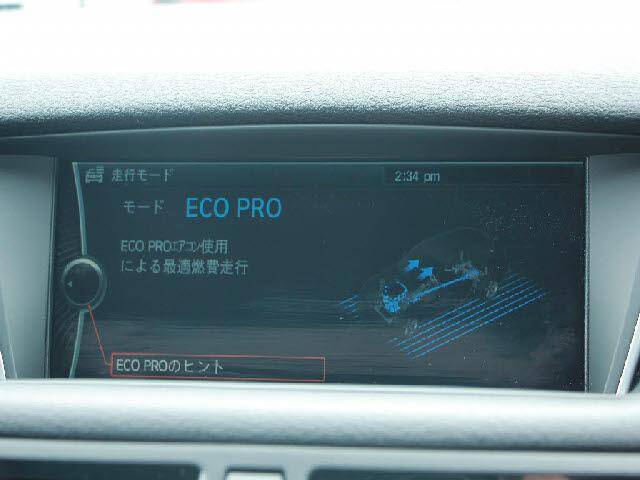 走行モード
2:34 pm
モード ECO PRO
ECO PROエアコン使用
による最適燃費走行
ECO PROのヒント